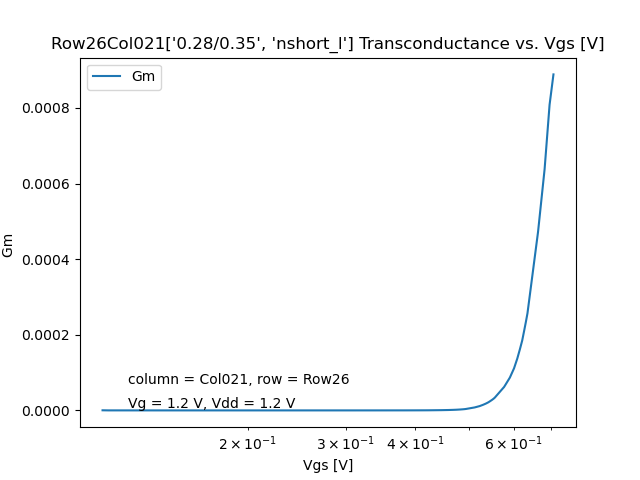 Row26Col021['0.28/0.35', 'nshort_l'] Transconductance vs. Vgs [V]
Gm
0.0008
0.0006
0.0004
0.0002
0.0000
Gm
column = Col021, row = Row26
Vg = 1.2 V, Vdd = 1.2 V
2 × 10⁻¹ 3 × 10⁻¹ 4 × 10⁻¹ 6 × 10⁻¹
Vgs [V]